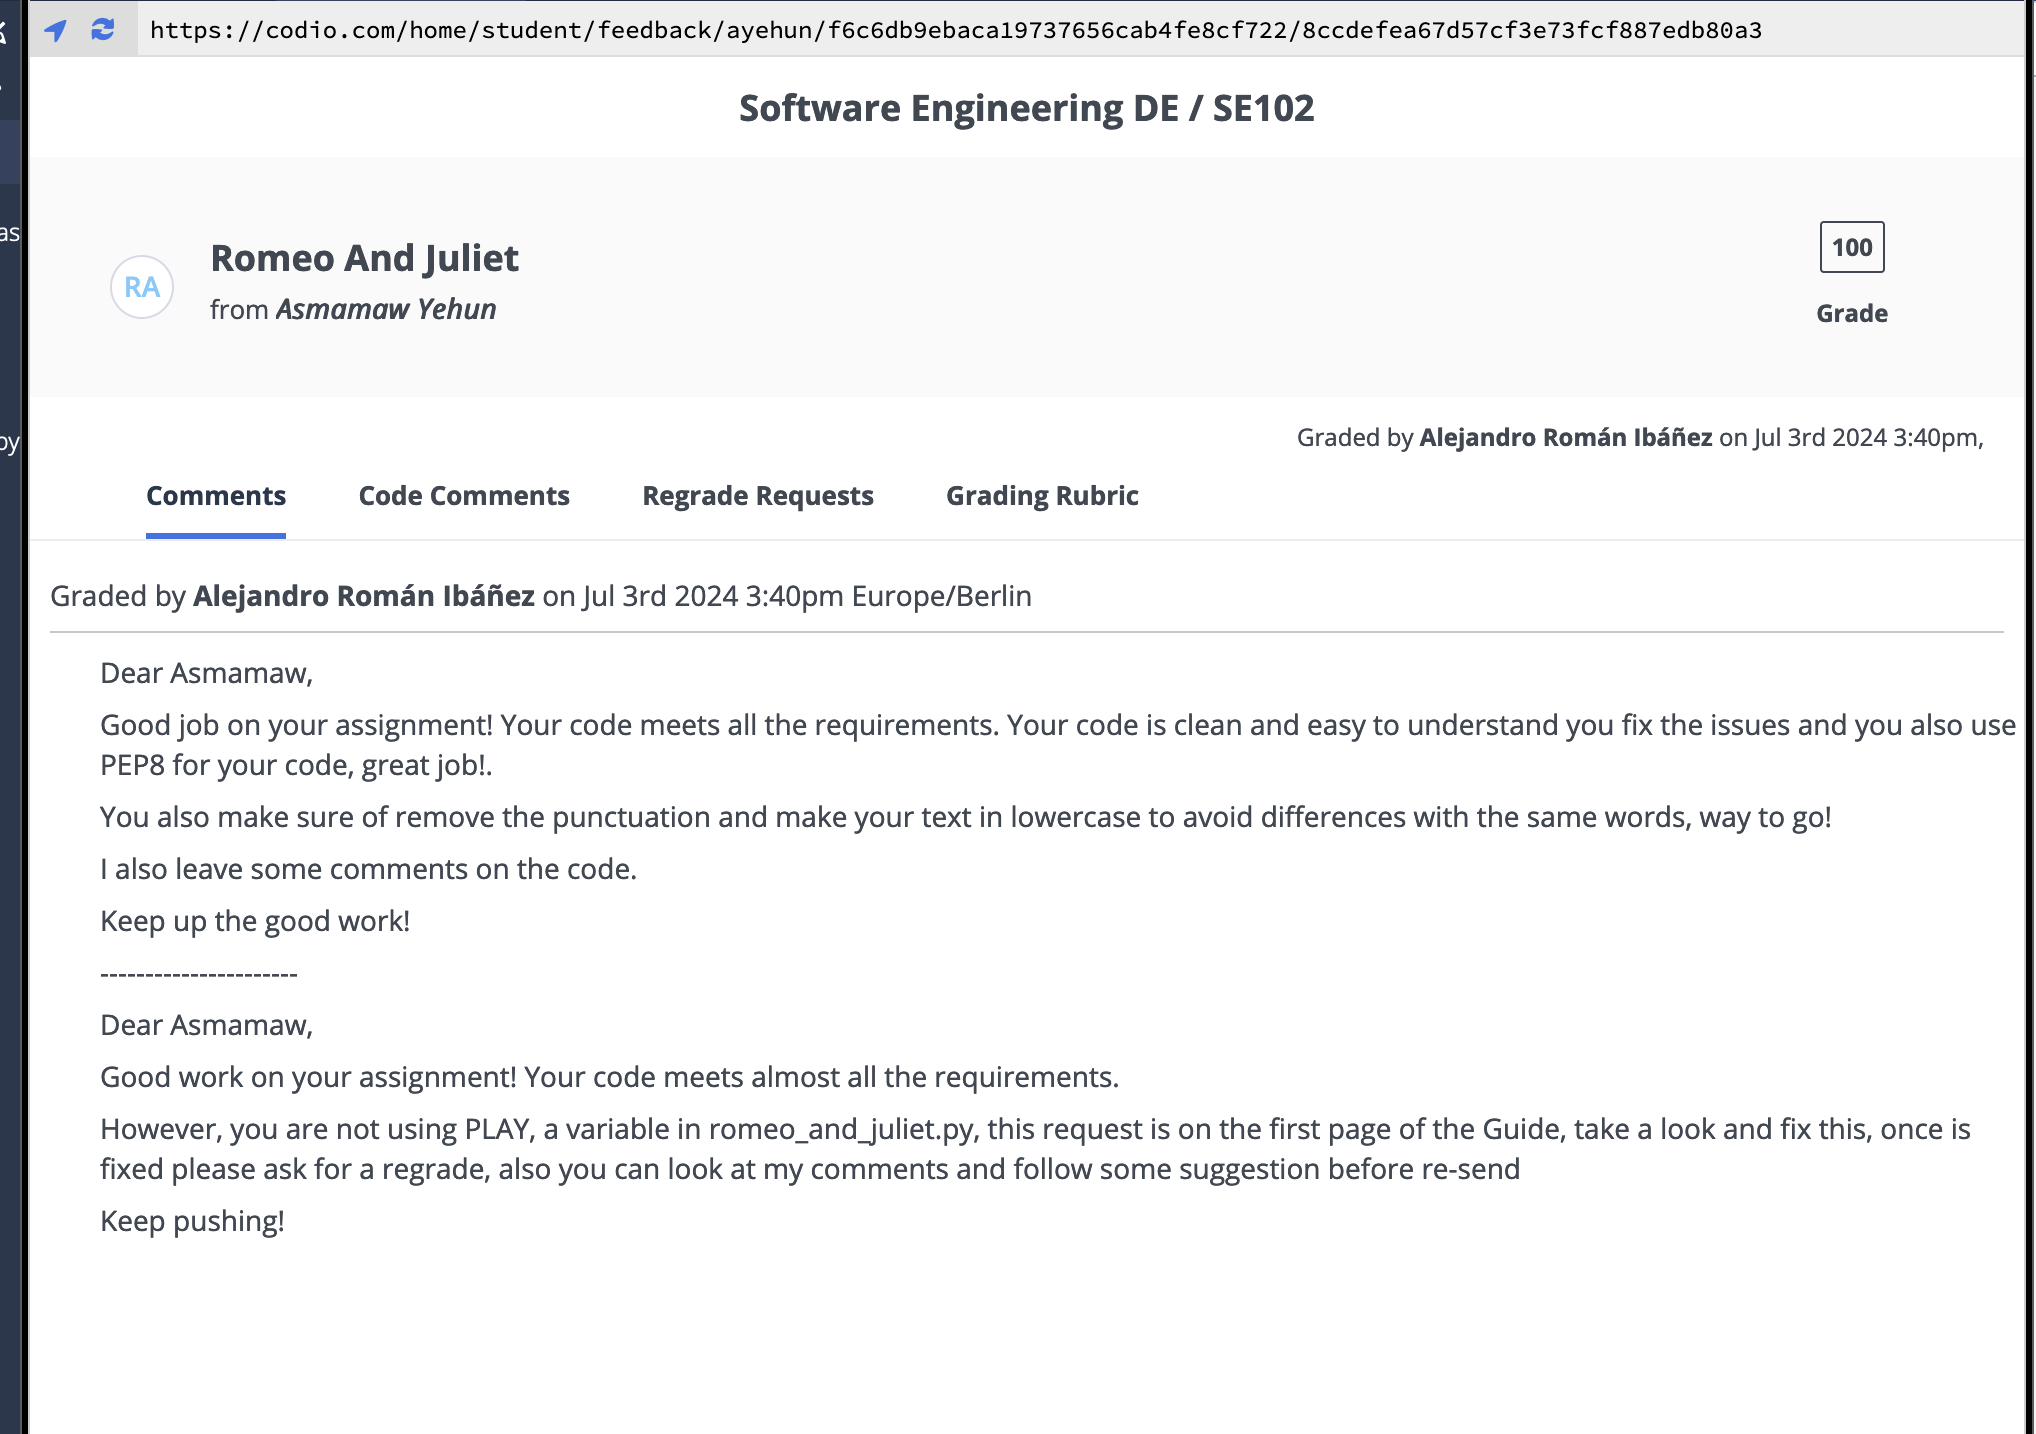 https://codio.com/home/student/feedback/ayehun/f6c6db9ebaca19737656cab4fe8cf722/8ccdefea67d57cf3e73fcf887edb80a3
Software Engineering DE / SE102
RA
Romeo And Juliet
from Asmamaw Yehun
100
Grade
Graded by Alejandro Román Ibáñez on Jul 3rd 2024 3:40pm,
Comments Code Comments Regrade Requests Grading Rubric
Graded by Alejandro Román Ibáñez on Jul 3rd 2024 3:40pm Europe/Berlin
Dear Asmamaw,
Good job on your assignment! Your code meets all the requirements. Your code is clean and easy to understand you fix the issues and you also use
PEP8 for your code, great job!.
You also make sure of remove the punctuation and make your text in lowercase to avoid differences with the same words, way to go!
I also leave some comments on the code.
Keep up the good work!
----------------------
Dear Asmamaw,
Good work on your assignment! Your code meets almost all the requirements.
However, you are not using PLAY, a variable in romeo_and_juliet.py, this request is on the first page of the Guide, take a look and fix this, once is
fixed please ask for a regrade, also you can look at my comments and follow some suggestion before re-send
Keep pushing!